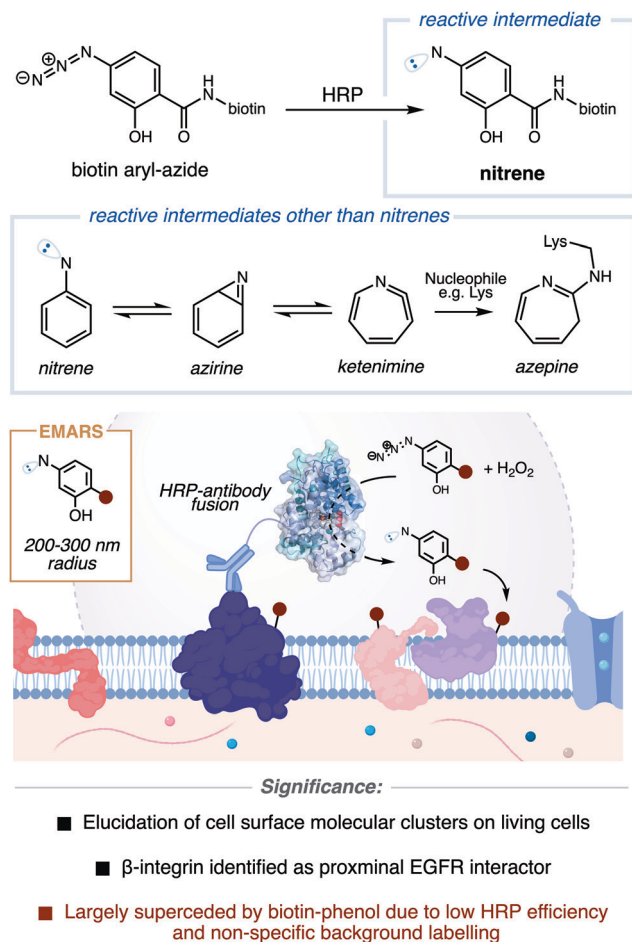 reactive intermediate
N
N
N
H
N
biotin
OH
O
biotin aryl-azide
HRP
N
H
N
biotin
OH
O
nitrene
reactive intermediates other than nitrenes
N
nitrene
N
azirine
N
ketenimine
Nucleophile
e.g. Lys
Lys
N
NH
azepine
EMARS
N
OH
200-300 nm
radius
HRP-antibody
fusion
N
N
N
OH
+ H₂O₂
N
OH
Significance:
■ Elucidation of cell surface molecular clusters on living cells
■ β-integrin identified as proxminal EGFR interactor
■ Largely superceded by biotin-phenol due to low HRP efficiency
and non-specific background labelling